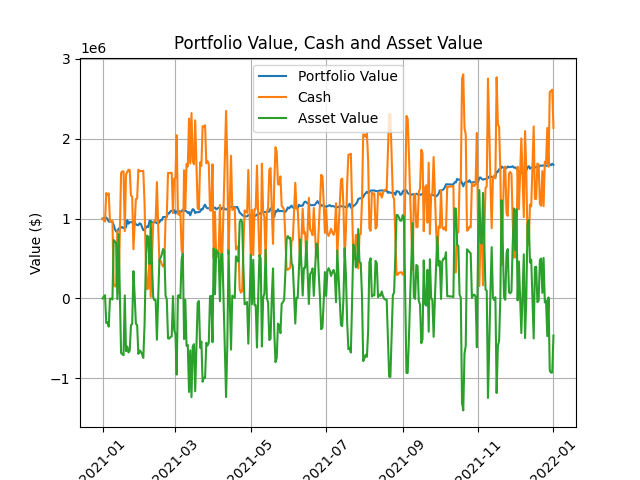 Portfolio Value, Cash and Asset Value
1e6
Portfolio Value
Cash
Asset Value
3
2
1
0
−1
Value ($)
2021-01
2021-03
2021-05
2021-07
2021-09
2021-11
2022-01